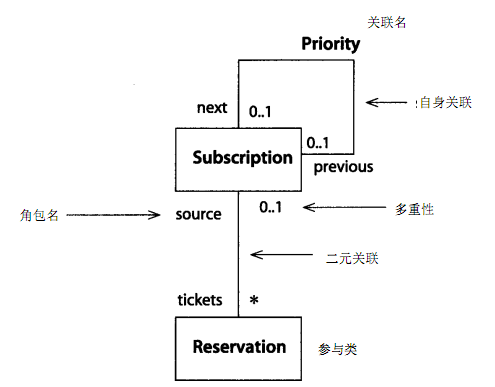 关联名
Priority
:自身关联
next
0..1
0..1
Subscription
previous
角包名
source
0..1
多重性
二元关联
tickets
*
Reservation
参与类